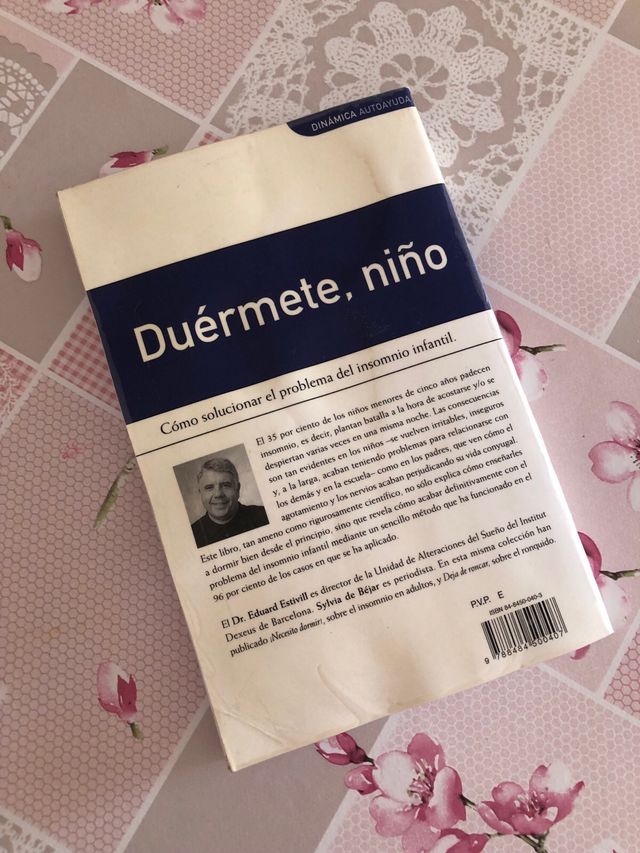 DINÁMICA AUTOAYUDA
Duérmete, niño
Cómo solucionar el problema del insomnio infantil.
El 35 por ciento de los niños menores de cinco años padecen
insomnio, es decir, plantan batalla a la hora de acostarse y/o se
despiertan varias veces en una misma noche. Las consecuencias
son tan evidentes en los niños –se vuelven irritables, inseguros
y, a la larga, acaban teniendo problemas para relacionarse con
los demás y en la escuela– como en los padres, que ven cómo el
agotamiento y los nervios acaban perjudicando su vida conyugal.
Este libro, tan ameno como rigurosamente científico, no sólo explica cómo enseñarles
a dormir bien desde el principio, sino que revela cómo acabar definitivamente con el
problema del insomnio infantil mediante un sencillo método que ha funcionado en el
96 por ciento de los casos en que se ha aplicado.
El Dr. Eduard Estivill es director de la Unidad de Alteraciones del Sueño del Institut
Dexeus de Barcelona. Sylvia de Béjar es periodista. En esta misma colección han
publicado ¡Necesito dormir!, sobre el insomnio en adultos, y Deja de roncar, sobre el ronquido.
P.V.P. E
ISBN 84-8450-040-3
9 788484 500407